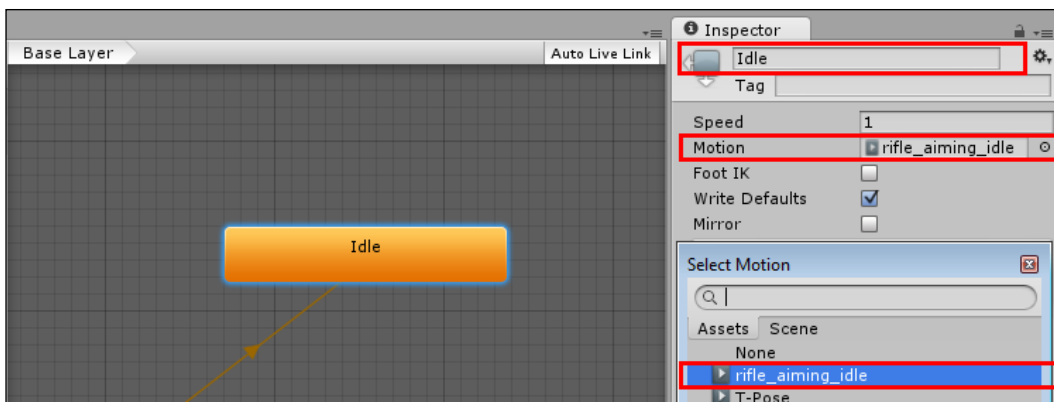 Base Layer
Auto Live Link
Idle
Inspector
Idle
Tag
Speed 1
Motion rifle_aiming_idle
Foot IK
Write Defaults
Mirror
Select Motion
Assets Scene
None
rifle_aiming_idle
T-Pose